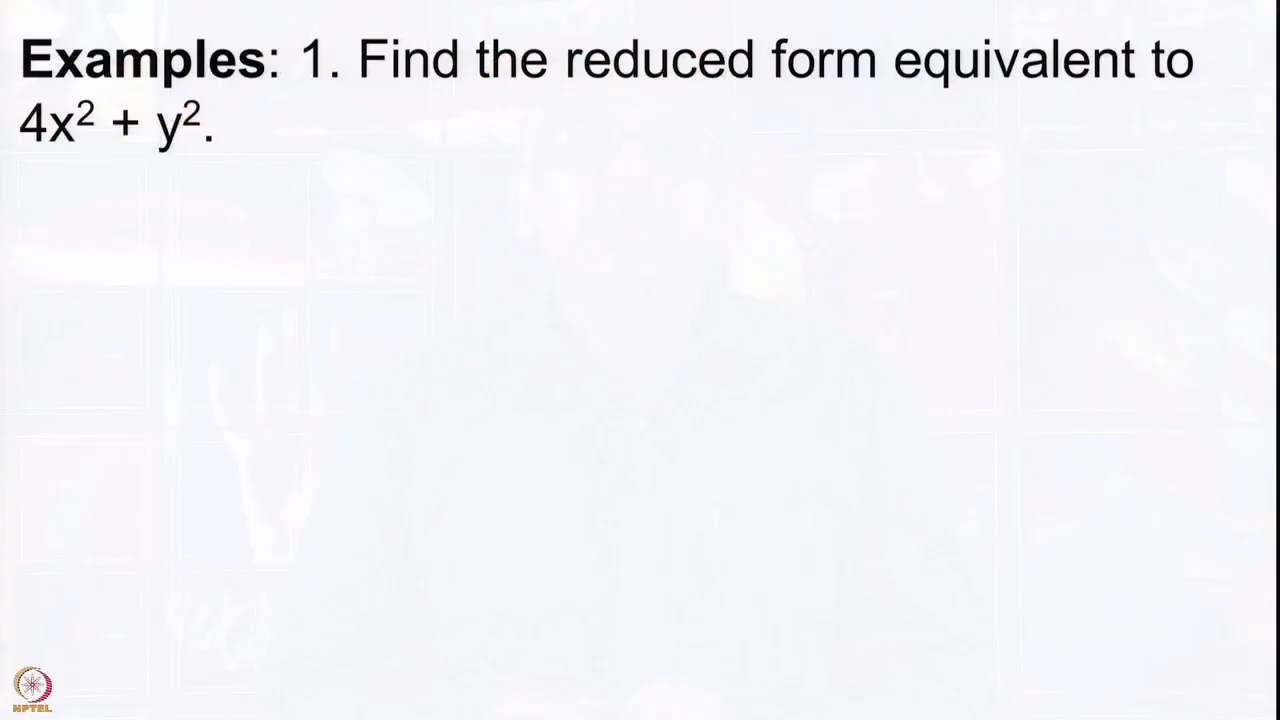 Examples: 1. Find the reduced form equivalent to
4x² + y².
NPTEL